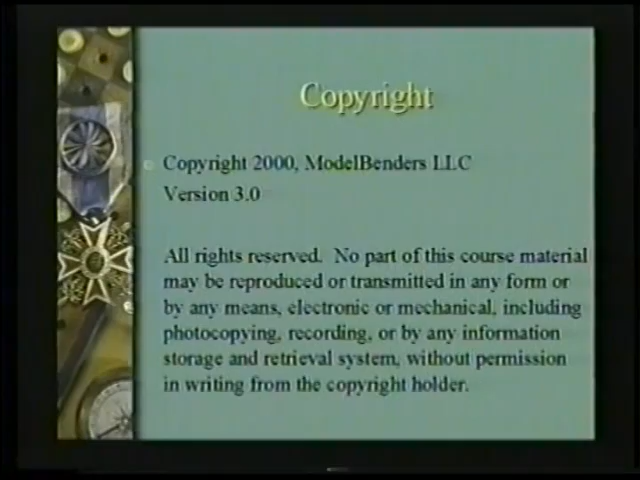 Copyright
Copyright 2000, ModelBenders LLC
Version 3.0
All rights reserved. No part of this course material
may be reproduced or transmitted in any form or
by any means, electronic or mechanical, including
photocopying, recording, or by any information
storage and retrieval system, without permission
in writing from the copyright holder.